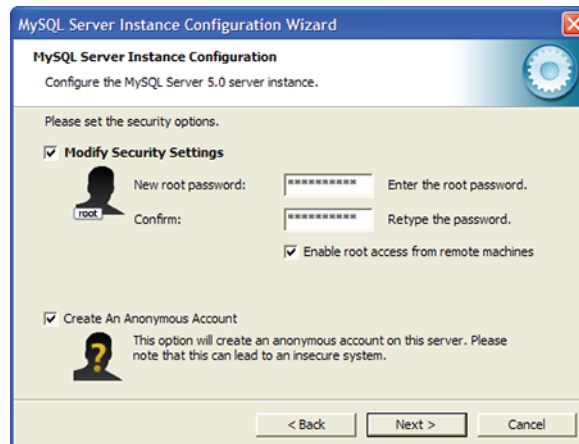 MySQL Server Instance Configuration Wizard
MySQL Server Instance Configuration
Configure the MySQL Server 5.0 server instance.
Please set the security options.
Modify Security Settings
root
New root password: ********** Enter the root password.
Confirm: ********** Retype the password.
Enable root access from remote machines
Create An Anonymous Account
This option will create an anonymous account on this server. Please
note that this can lead to an insecure system.
< Back Next > Cancel